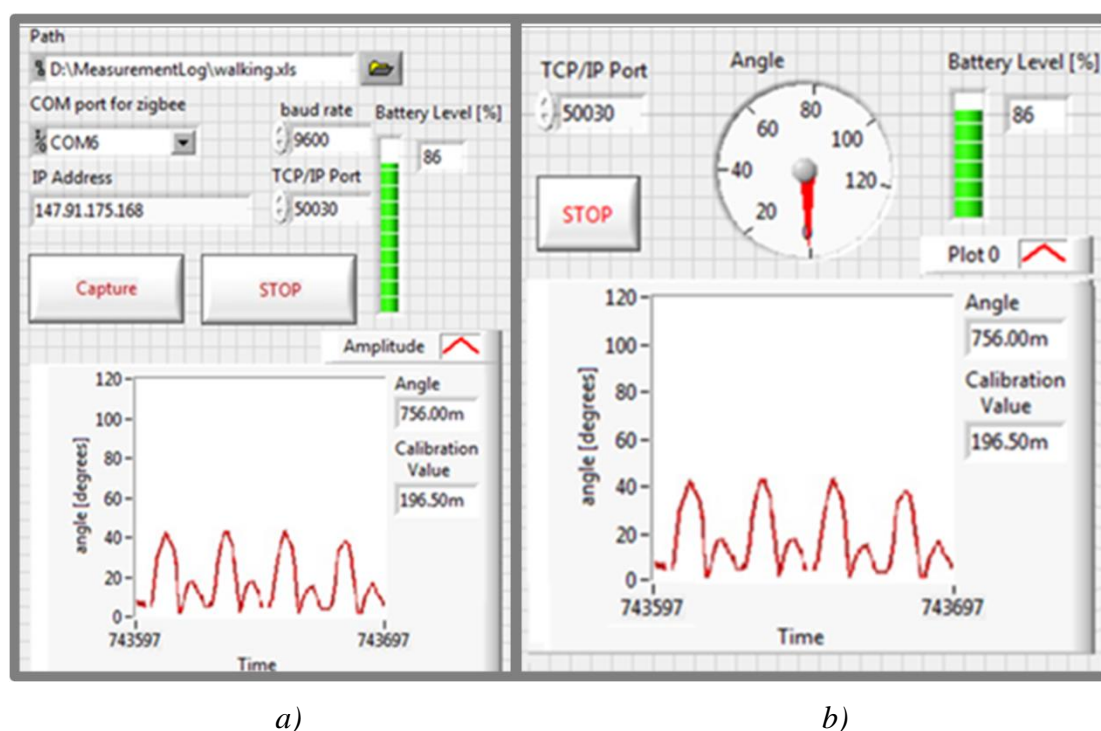 Path
D:\MeasurementLog\walking.xls
COM port for zigbee
baud rate
Battery Level [%]
COM6
9600
86
IP Address
TCP/IP Port
147.91.175.168
50030
Capture
STOP
Amplitude
120
100
80
60
40
20
0
angle [degrees]
743597
743697
Time
Angle
756.00m
Calibration
Value
196.50m
TCP/IP Port
50030
STOP
Angle
20
40
60
80
100
120
Battery Level [%]
86
Plot 0
120
100
80
60
40
20
0
angle [degrees]
743597
743697
Time
Angle
756.00m
Calibration
Value
196.50m
a)
b)